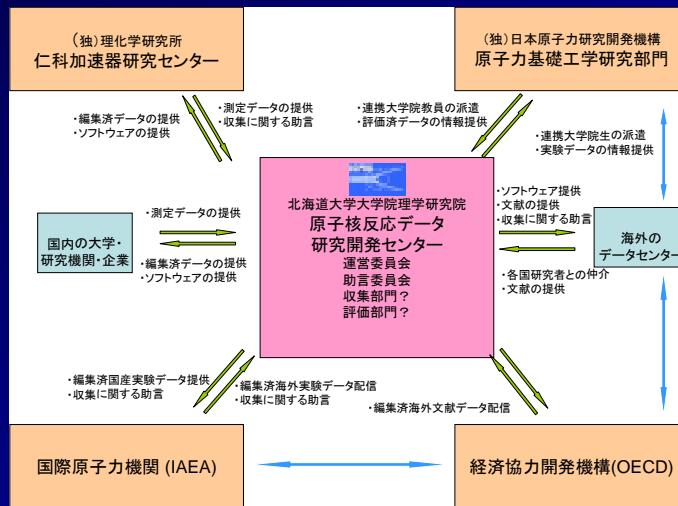 (独)理化学研究所
仁科加速器研究センター
(独)日本原子力研究開発機構
原子力基礎工学研究部門
・編集済データの提供
・ソフトウェアの提供
・測定データの提供
・収集に関する助言
・連携大学院教員の派遣
・評価済データの情報提供
・連携大学院生の派遣
・実験データの情報提供
北海道大学大学院理学研究院
原子核反応データ
研究開発センター
運営委員会
助言委員会
収集部門?
評価部門?
国内の大学・
研究機関・企業
・測定データの提供
・編集済データの提供
・ソフトウェアの提供
・ソフトウェア提供
・文献の提供
・収集に関する助言
・各国研究者との仲介
・文献の提供
海外の
データセンター
・編集済国産実験データ提供
・収集に関する助言
・編集済海外実験データ配信
・収集に関する助言
・編集済海外文献データ配信
国際原子力機関 (IAEA)
経済協力開発機構(OECD)